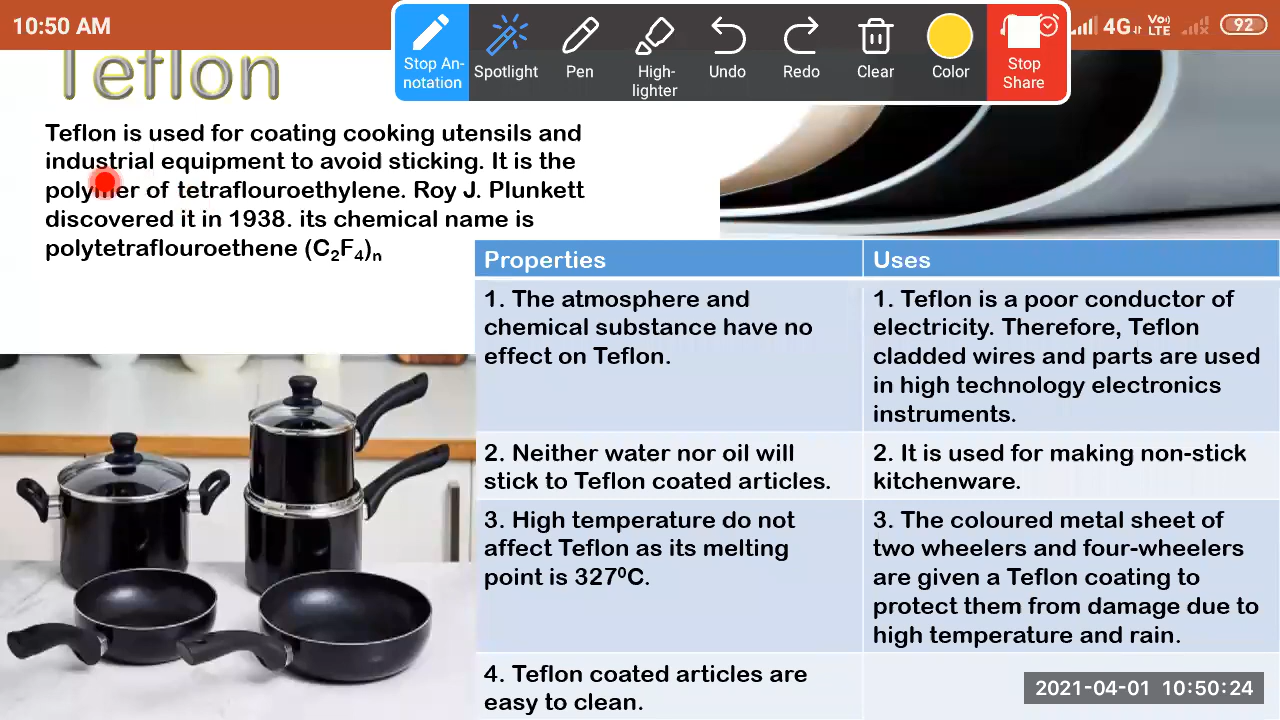 10:50 AM
4G
Vo)
LTE
92
Stop An-
notation
Spotlight
Pen
High-
lighter
Undo
Redo
Clear
Color
Stop
Share
Teflon
Teflon is used for coating cooking utensils and
industrial equipment to avoid sticking. It is the
polymer of tetraflouroethylene. Roy J. Plunkett
discovered it in 1938. its chemical name is
polytetraflouroethene (C₂F₄)ₙ
Properties
Uses
1. The atmosphere and
chemical substance have no
effect on Teflon.
1. Teflon is a poor conductor of
electricity. Therefore, Teflon
cladded wires and parts are used
in high technology electronics
instruments.
2. Neither water nor oil will
stick to Teflon coated articles.
2. It is used for making non-stick
kitchenware.
3. High temperature do not
affect Teflon as its melting
point is 327⁰C.
3. The coloured metal sheet of
two wheelers and four-wheelers
are given a Teflon coating to
protect them from damage due to
high temperature and rain.
4. Teflon coated articles are
easy to clean.
2021-04-01 10:50:24